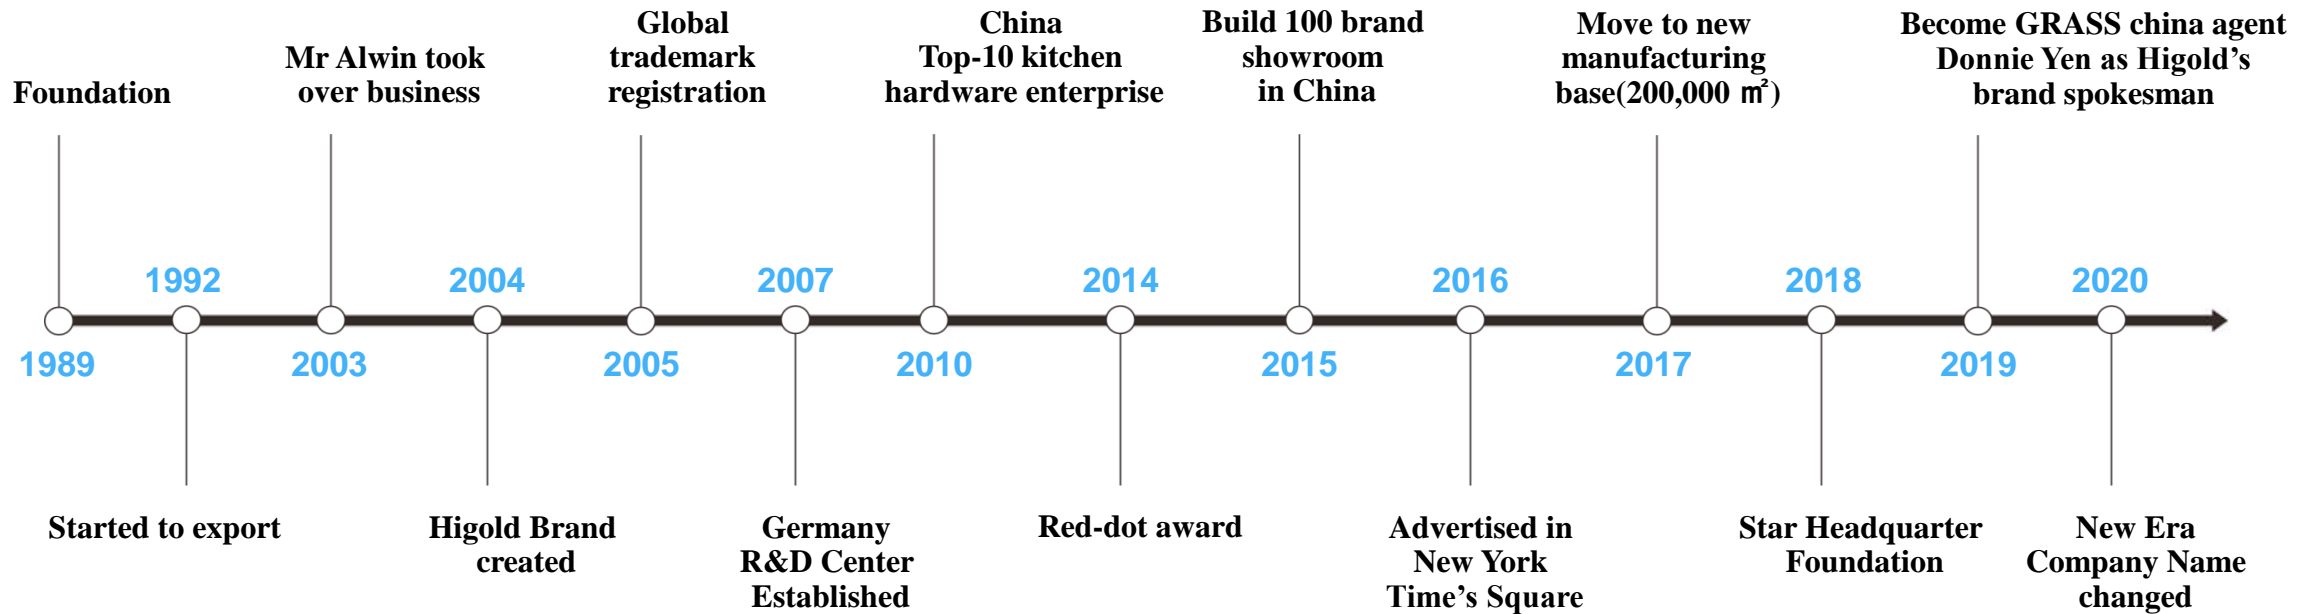 Foundation
Mr Alwin took
over business
Global
trademark
registration
China
Top-10 kitchen
hardware enterprise
Build 100 brand
showroom
in China
Move to new
manufacturing
base(200,000 ㎡)
Become GRASS china agent
Donnie Yen as Higold’s
brand spokesman
1992
2004
2007
2014
2016
2018
2020
1989
2003
2005
2010
2015
2017
2019
Started to export
Higold Brand
created
Germany
R&D Center
Established
Red-dot award
Advertised in
New York
Time’s Square
Star Headquarter
Foundation
New Era
Company Name
changed